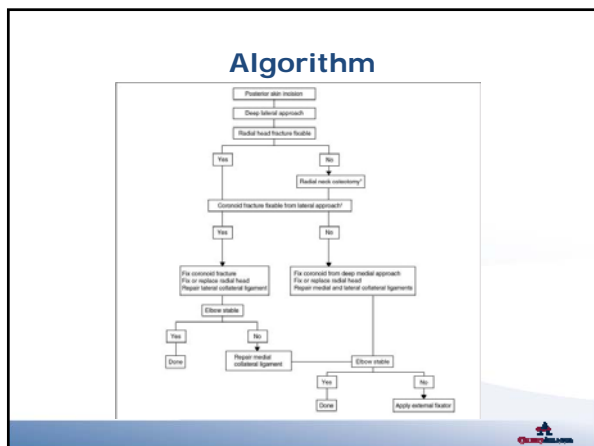 Algorithm
Posterior skin incision
Deep lateral approach
Radial head fracture fixable
Yes
No
Radial neck osteotomy*
Coronoid fracture fixable from lateral approach*
Yes
No
Fix coronoid fracture
Fix or replace radial head
Repair lateral collateral ligament
Fix coronoid from deep medial approach
Fix or replace radial head
Repair medial and lateral collateral ligaments
Elbow stable
Yes
No
Done
Repair medial
collateral ligament
Elbow stable
Yes
No
Done
Apply external fixator